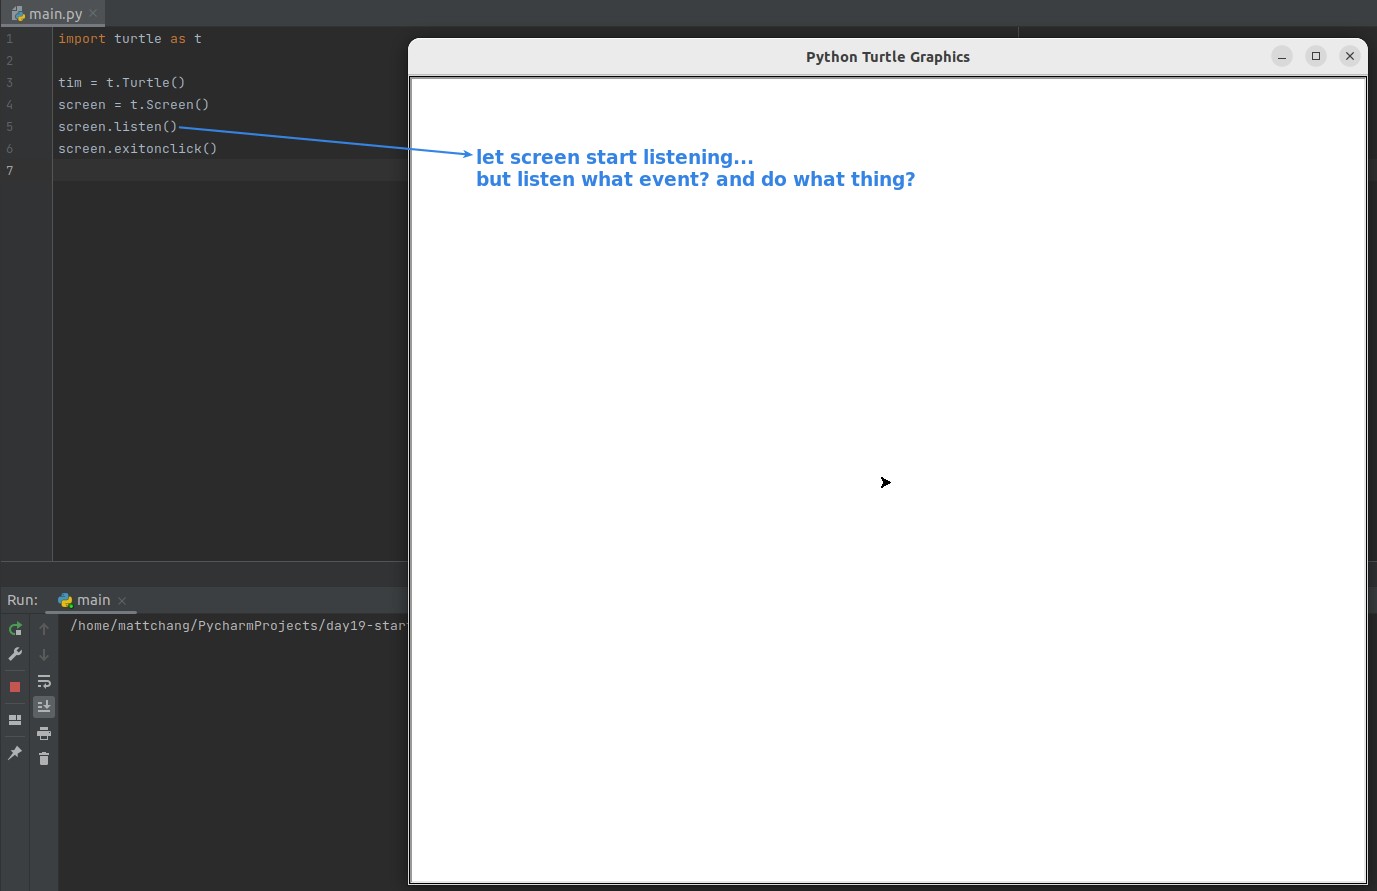 main.py
1 import turtle as t
2
3 tim = t.Turtle()
4 screen = t.Screen()
5 screen.listen()
6 screen.exitonclick()
7
Python Turtle Graphics
let screen start listening...
but listen what event? and do what thing?
Run: main
/home/mattchang/PycharmProjects/day19-star